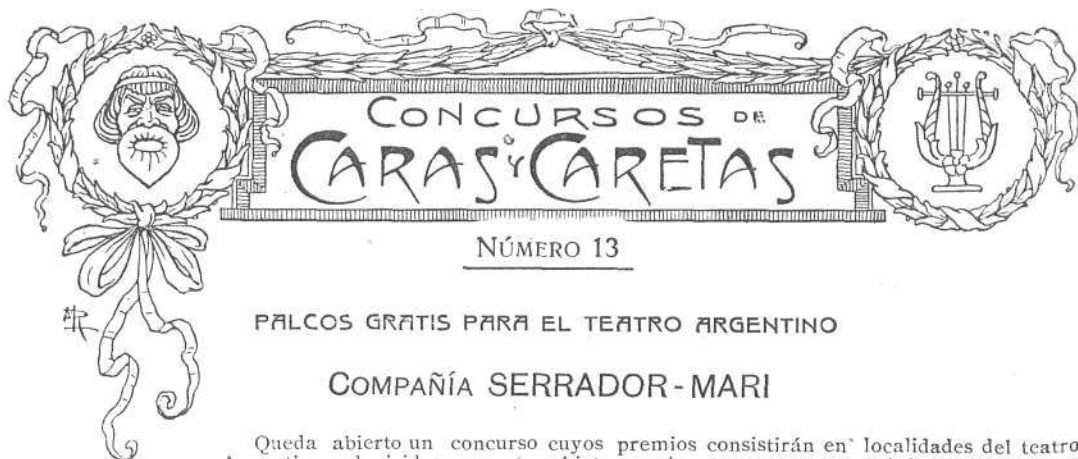 CONCURSOS DE
CARAS Y CARETAS
NÚMERO 13
PALCOS GRATIS PARA EL TEATRO ARGENTINO
COMPAÑÍA SERRADOR-MARI
Queda abierto un concurso cuyos premios consistirán en localidades del teatro